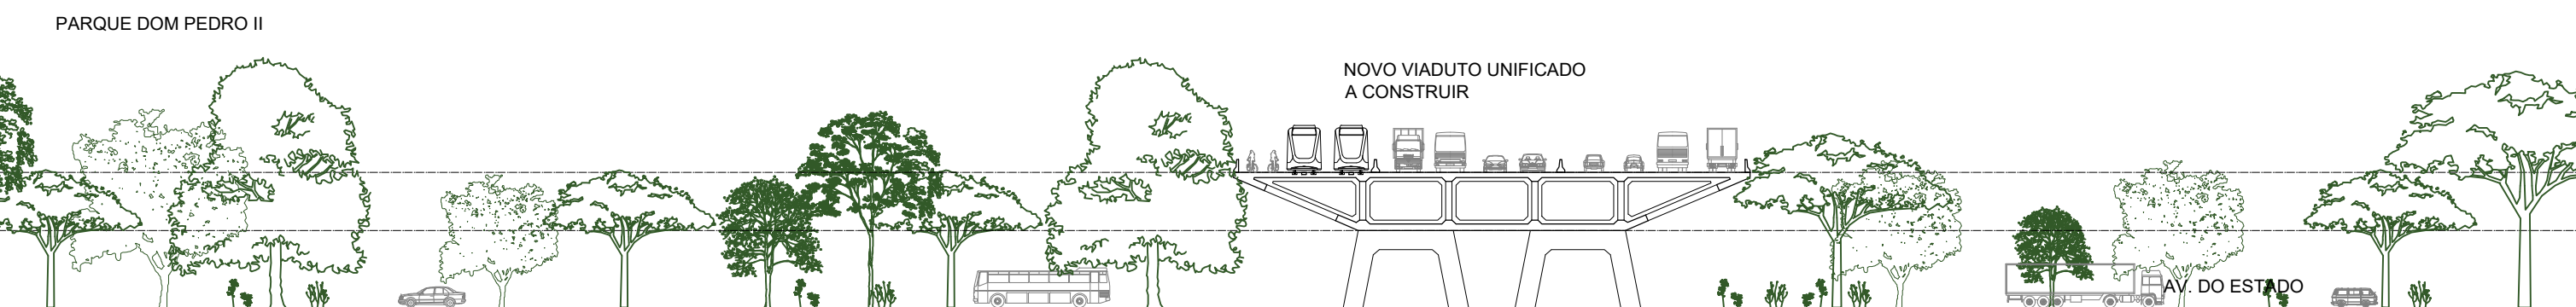 PARQUE DOM PEDRO II
NOVO VIADUTO UNIFICADO
A CONSTRUIR
AV. DO ESTADO